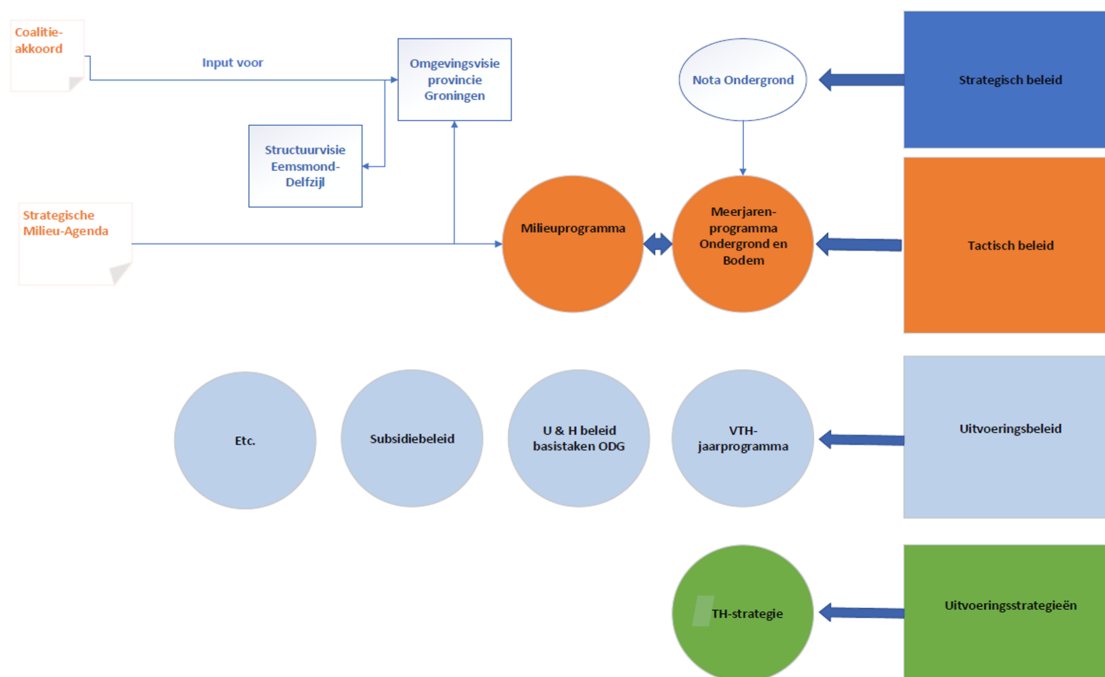 Coalitie-
akkoord
Input voor
Omgevingsvisie
provincie
Groningen
Nota Ondergrond
Strategisch beleid
Structuurvisie
Eemsmond-
Delfzijl
Strategische
Milieu-Agenda
Milieuprogramma
Meerjaren-
programma
Ondergrond en
Bodem
Tactisch beleid
Etc.
Subsidiebeleid
U & H beleid
basistaken ODG
VTH-
jaarprogramma
Uitvoeringsbeleid
TH-strategie
Uitvoeringsstrategieën